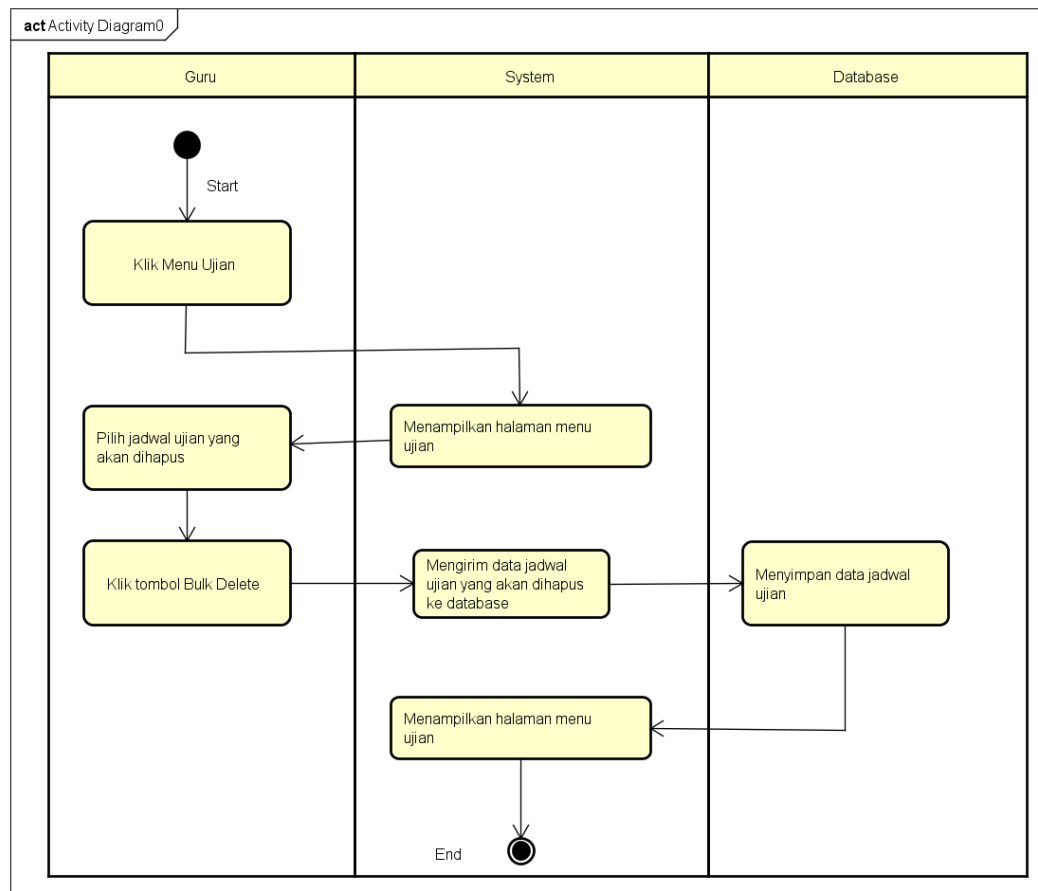 act Activity Diagram0
Guru
System
Database
Start
Klik Menu Ujian
Menampilkan halaman menu
ujian
Pilih jadwal ujian yang
akan dihapus
Klik tombol Bulk Delete
Mengirim data jadwal
ujian yang akan dihapus
ke database
Menyimpan data jadwal
ujian
Menampilkan halaman menu
ujian
End